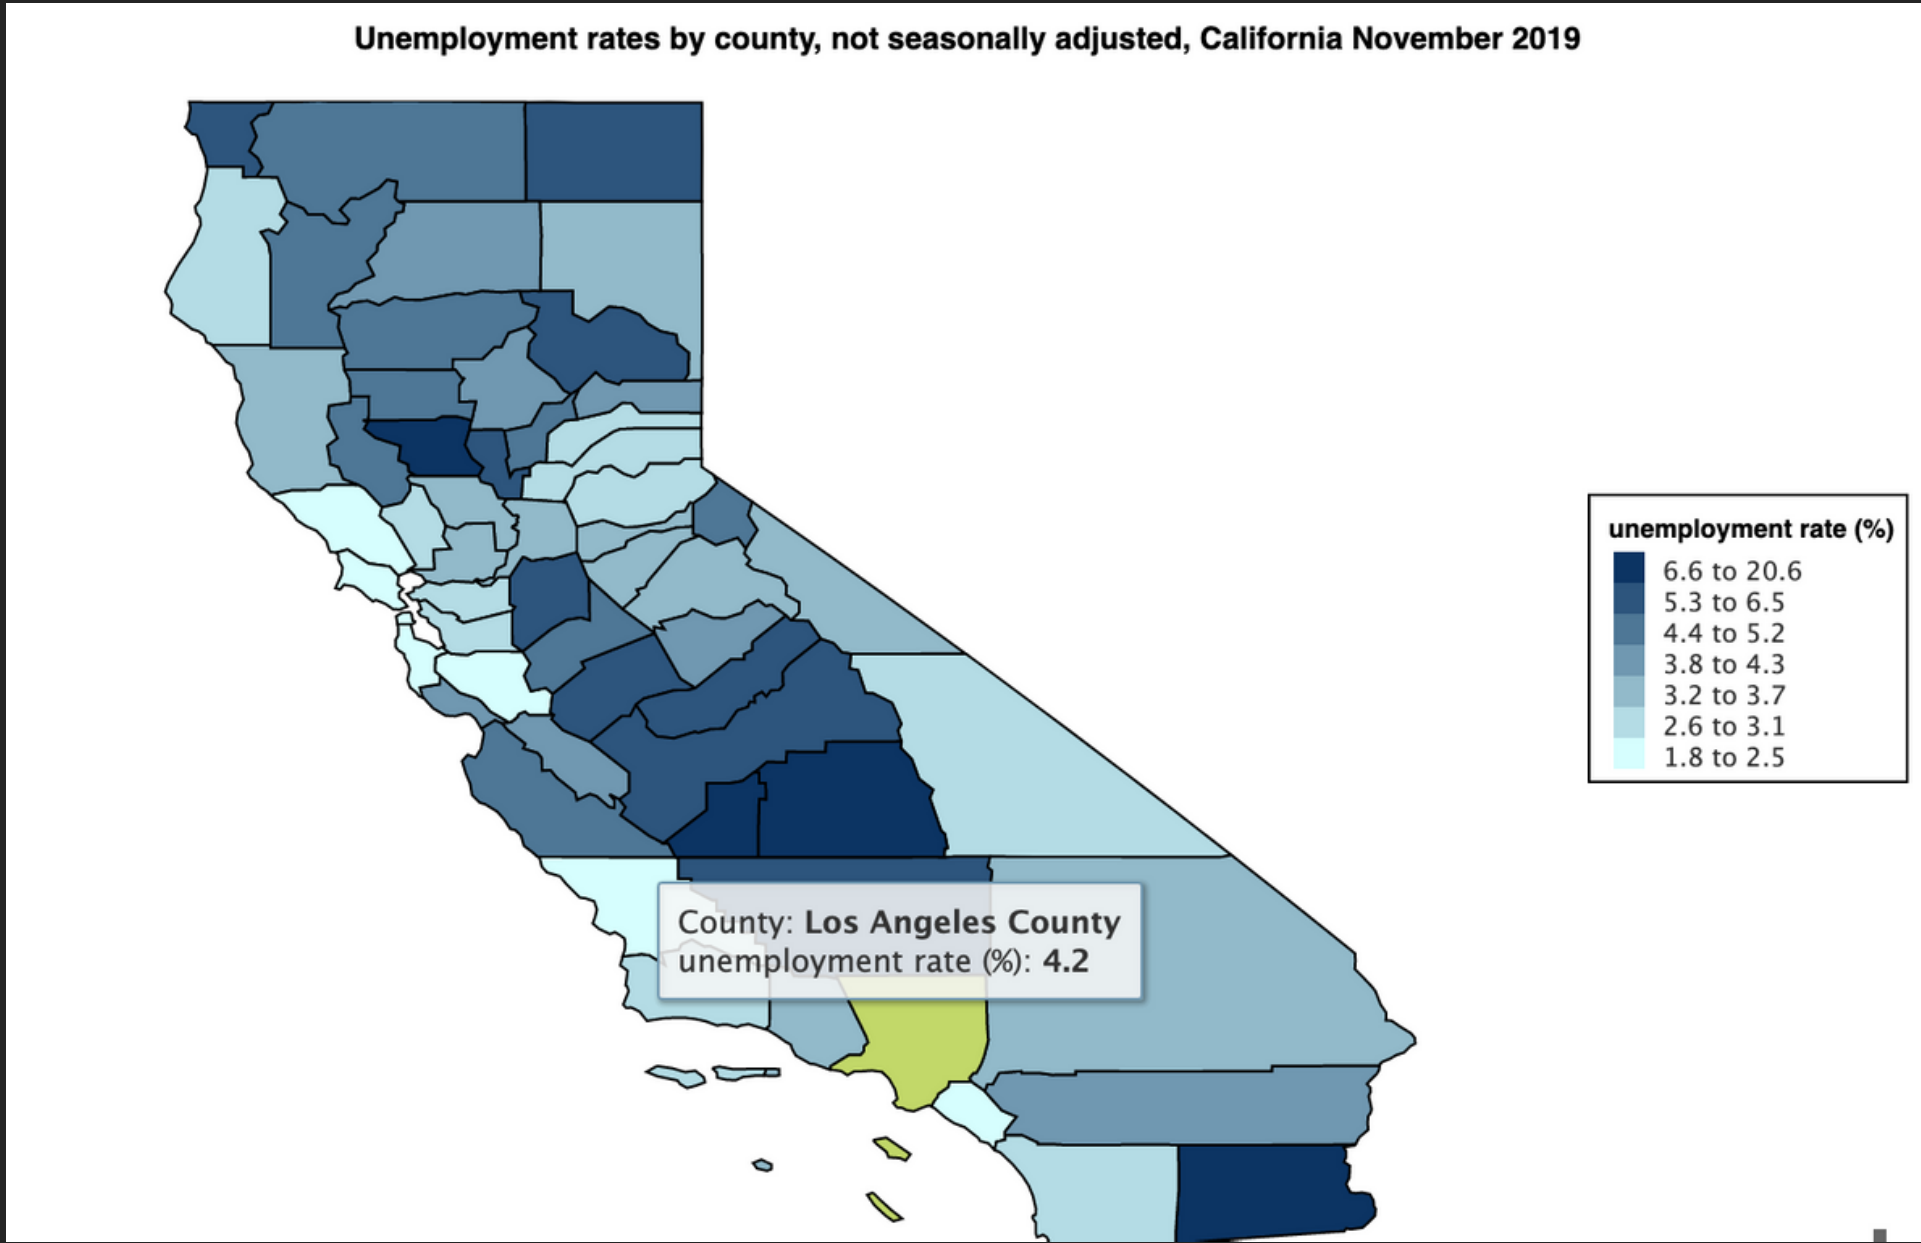 Unemployment rates by county, not seasonally adjusted, California November 2019
unemployment rate (%)
6.6 to 20.6
5.3 to 6.5
4.4 to 5.2
3.8 to 4.3
3.2 to 3.7
2.6 to 3.1
1.8 to 2.5
County: Los Angeles County
unemployment rate (%): 4.2